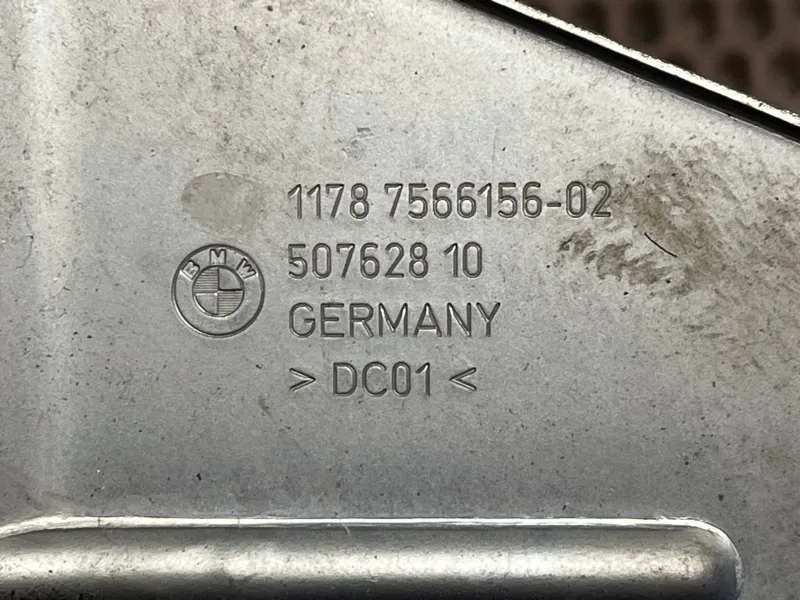 1178 7566156-02
BMW
507628 10
GERMANY
> DC01 <